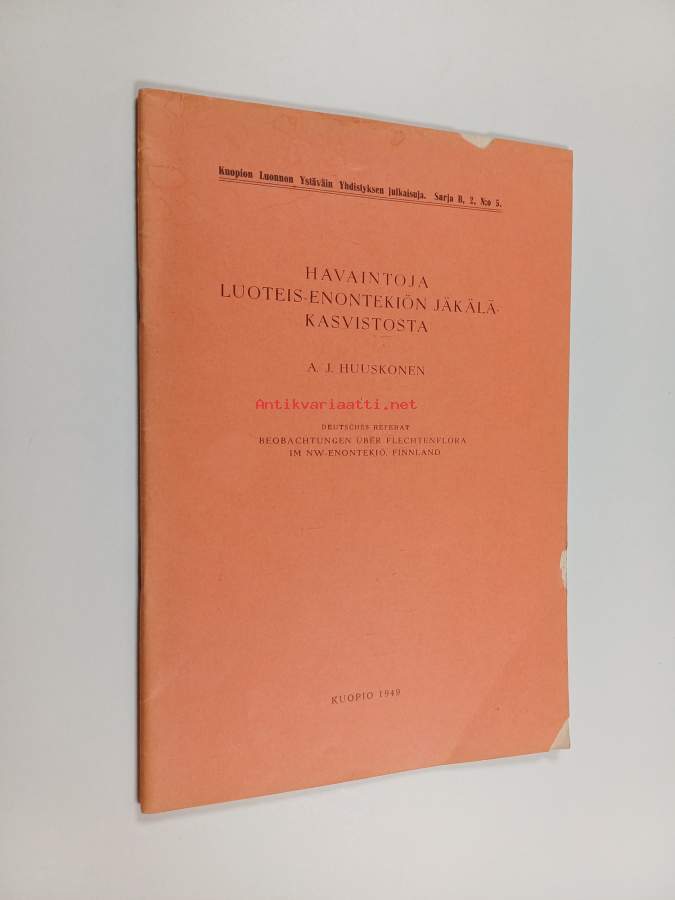 Kuopion Luonnon Ystäväin Yhdistyksen julkaisuja. Sarja B, 2, N:o 5.
HAVAINTOJA
LUOTEIS-ENONTEKIÖN JÄKÄLÄ-
KASVISTOSTA
A. J. HUUSKONEN
Antikvariaatti.net
DEUTSCHES REFERAT
BEOBACHTUNGEN ÜBER FLECHTENFLORA
IM NW-ENONTEKIÖ, FINNLAND
KUOPIO 1949